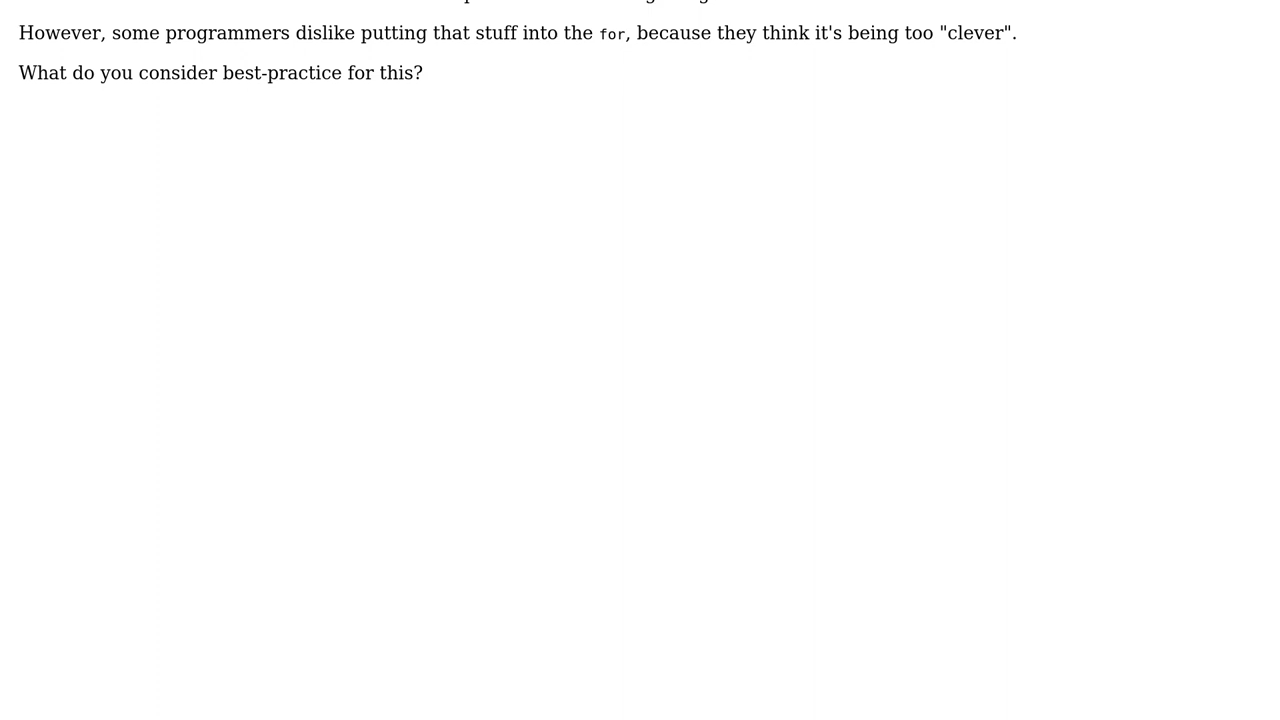 However, some programmers dislike putting that stuff into the for, because they think it's being too "clever".
What do you consider best-practice for this?